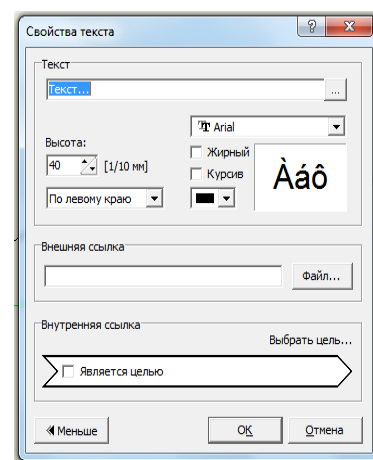 Свойства текста
Текст
Текст...
...
Arial
Высота:
Жирный
40 [1/10 мм]
Курсив
Àáô
По левому краю
Внешняя ссылка
Файл...
Внутренняя ссылка
Выбрать цель...
Является целью
Меньше
OK
Отмена